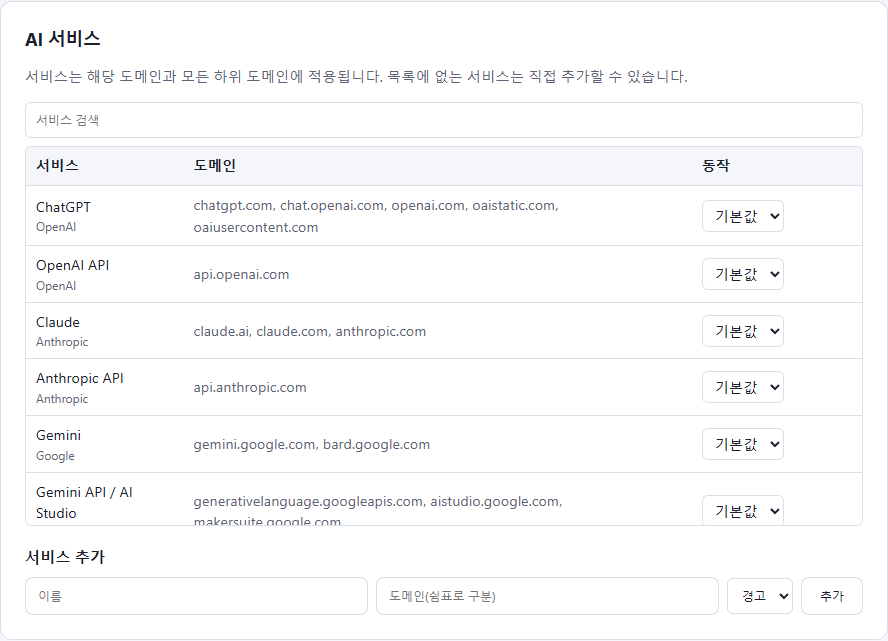 AI 서비스
서비스는 해당 도메인과 모든 하위 도메인에 적용됩니다. 목록에 없는 서비스는 직접 추가할 수 있습니다.
서비스 검색
서비스 도메인 동작
ChatGPT
OpenAI
chatgpt.com, chat.openai.com, openai.com, oaistatic.com,
oaiusercontent.com
기본값
OpenAI API
OpenAI
api.openai.com
기본값
Claude
Anthropic
claude.ai, claude.com, anthropic.com
기본값
Anthropic API
Anthropic
api.anthropic.com
기본값
Gemini
Google
gemini.google.com, bard.google.com
기본값
Gemini API / AI
Studio
generativelanguage.googleapis.com, aistudio.google.com,
makersuite.google.com
기본값
서비스 추가
이름
도메인(쉼표로 구분)
경고
추가